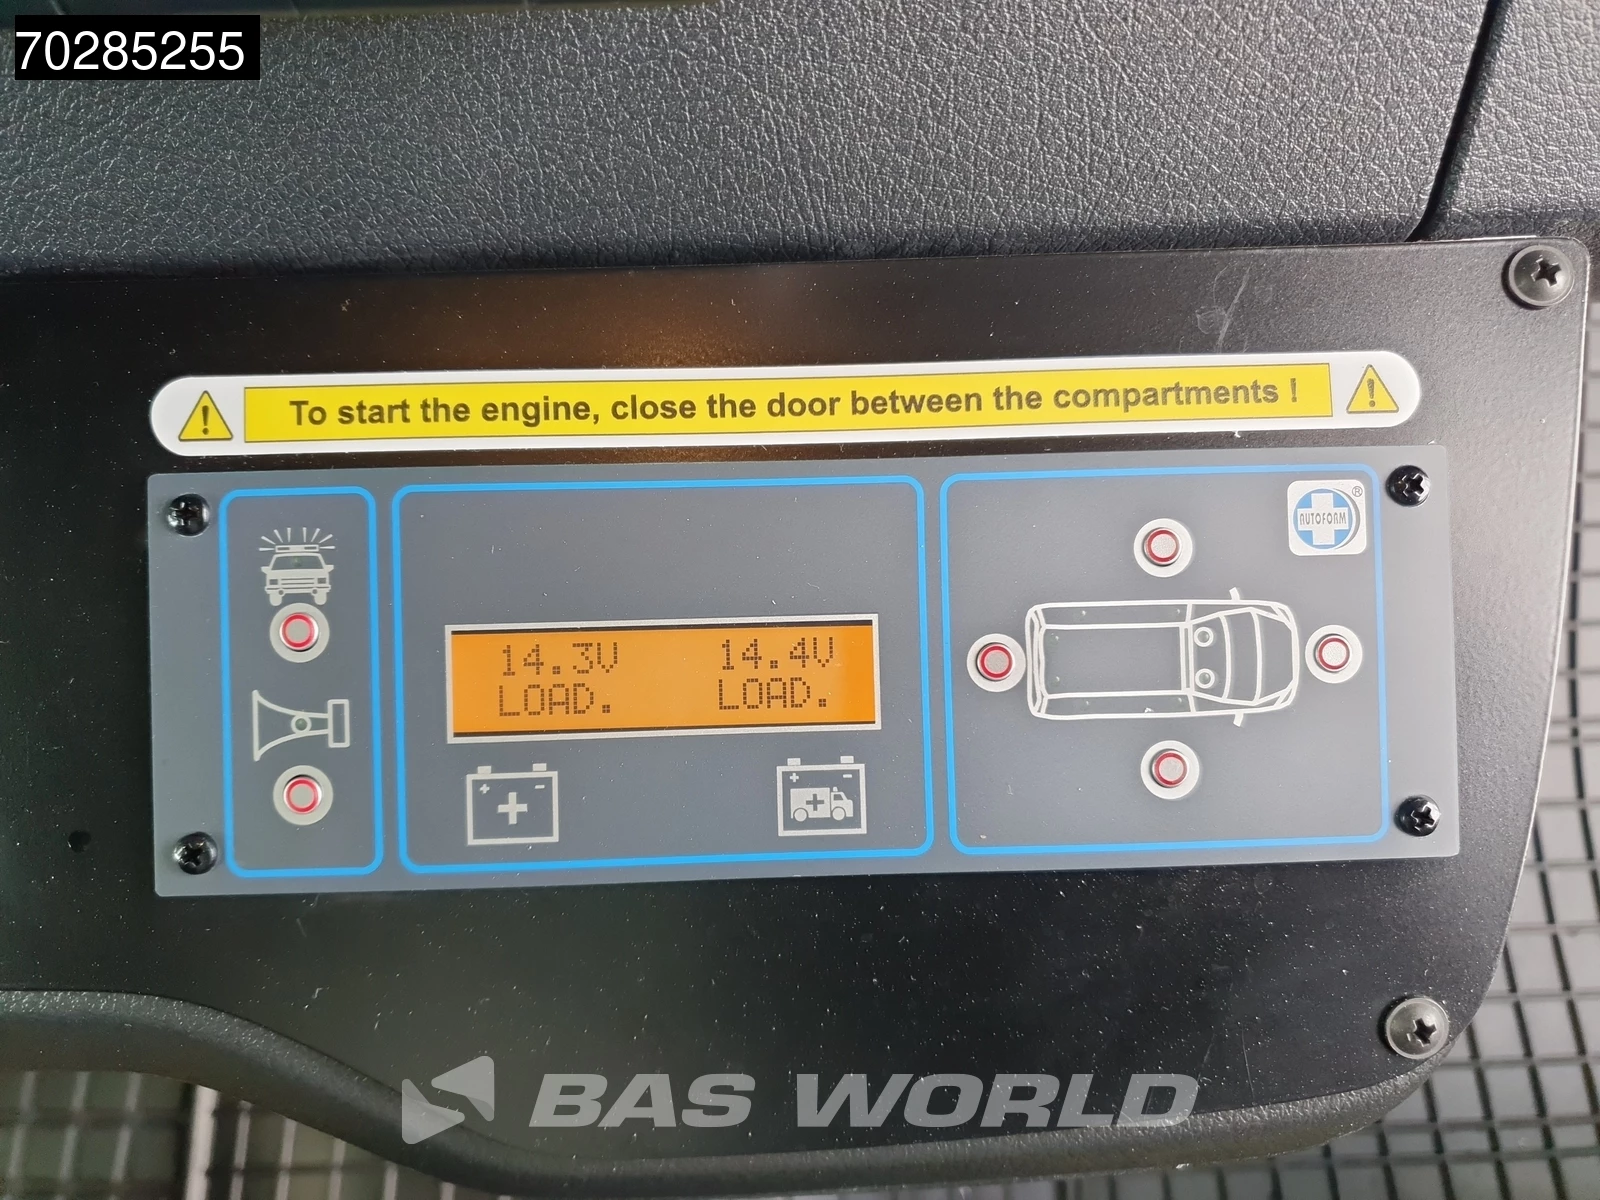 70285255
To start the engine, close the door between the compartments !
AUTOFORM ®
14.3V 14.4V
LOAD. LOAD.
BAS WORLD